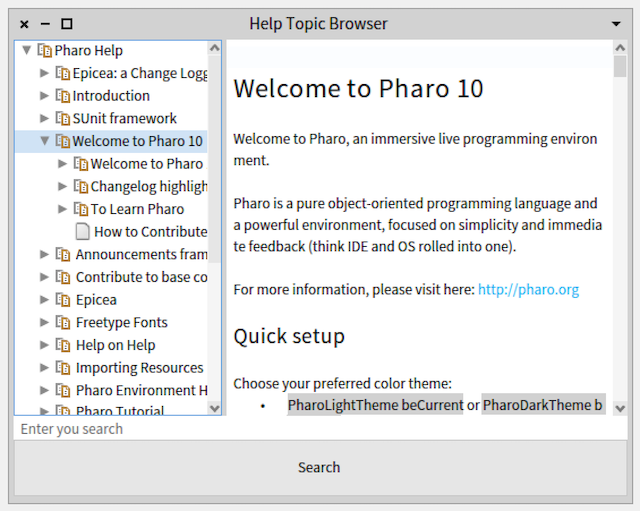 Help Topic Browser
Pharo Help
Epicea: a Change Logg
Introduction
SUnit framework
Welcome to Pharo 10
Welcome to Pharo
Changelog highligh
To Learn Pharo
How to Contribute
Announcements fram
Contribute to base co
Epicea
Freetype Fonts
Help on Help
Importing Resources
Pharo Environment H
Pharo Tutorial
Welcome to Pharo 10
Welcome to Pharo, an immersive live programming environ
ment.
Pharo is a pure object-oriented programming language and
a powerful environment, focused on simplicity and immedia
te feedback (think IDE and OS rolled into one).
For more information, please visit here: http://pharo.org
Quick setup
Choose your preferred color theme:
• PharoLightTheme beCurrent or PharoDarkTheme b
Enter you search
Search